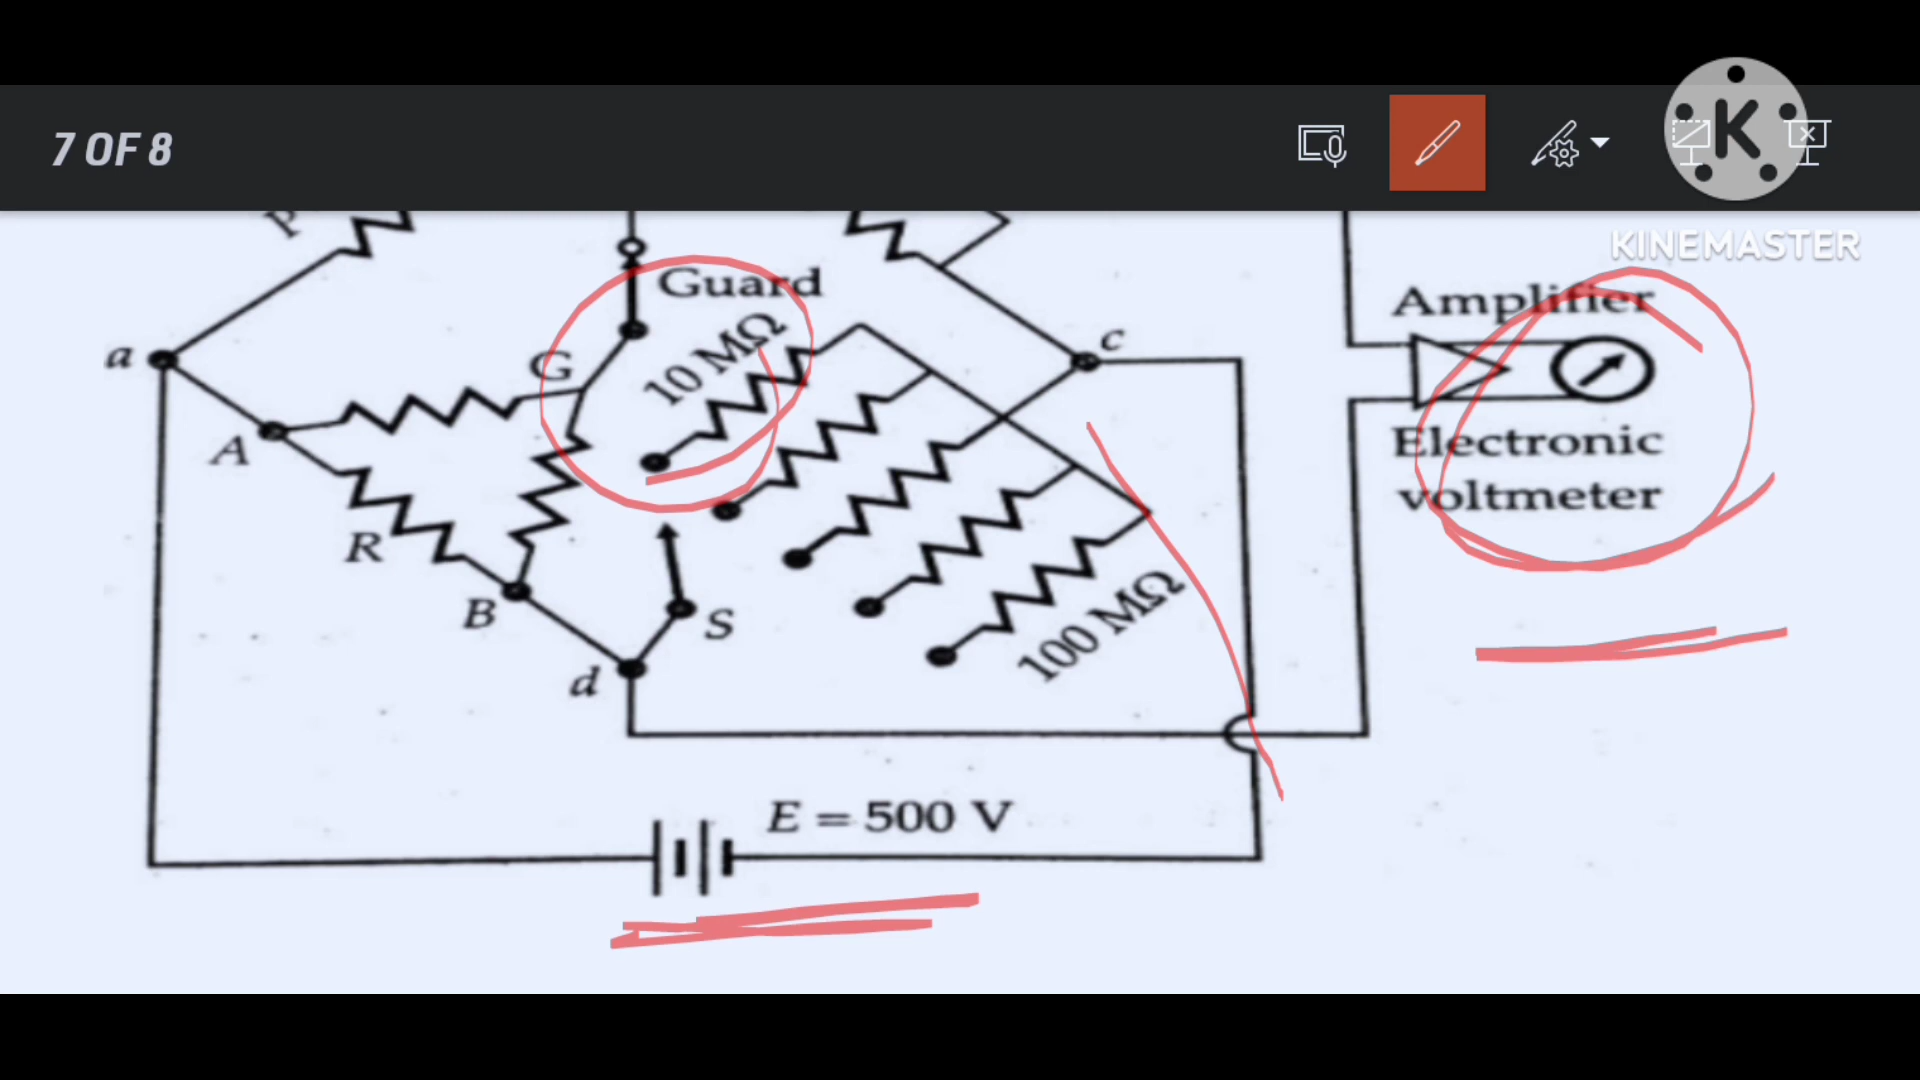 7 OF 8
K
KINEMASTER
P
Guard
Amplifier
10 MΩ
G
a
c
A
Electronic
voltmeter
R
B
S
100 MΩ
d
E = 500 V